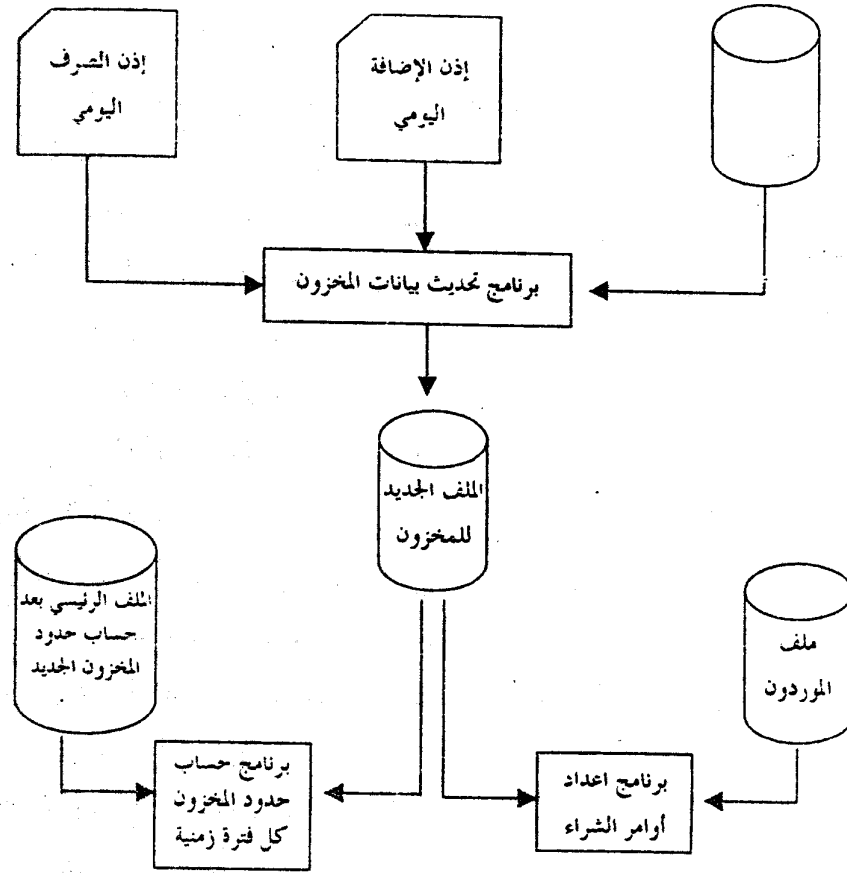 إذن الصرف
اليومي
إذن الإضافة
اليومي
برنامج تحديث بيانات المخزون
الملف الجديد
للمخزون
الملف الرئيسي بعد
حساب حدود
المخزون الجديد
ملف
الموردون
برنامج حساب
حدود المخزون
كل فترة زمنية
برنامج اعداد
أوامر الشراء